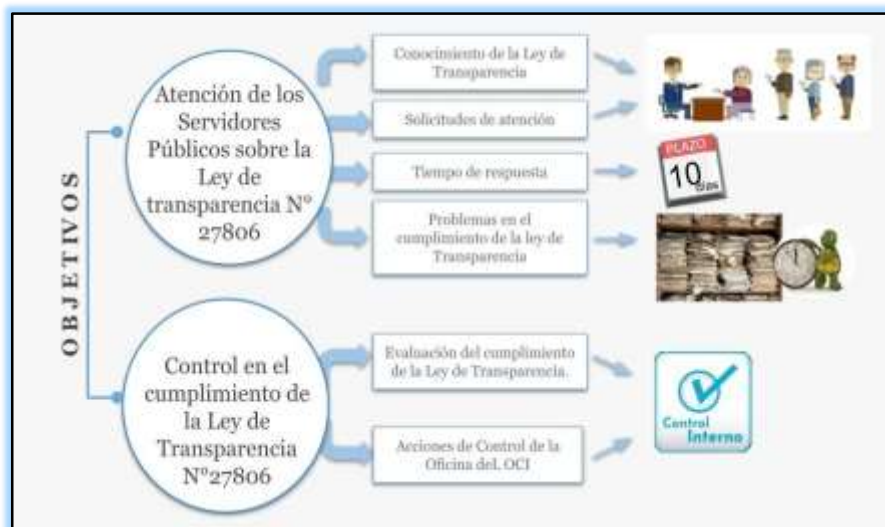 OBJETIVOS
Atención de los
Servidores
Públicos sobre la
Ley de
transparencia N°
27806
Conocimiento de la Ley de
Transparencia
Solicitudes de atención
Tiempo de respuesta
PLAZO
10
días
Problemas en el
cumplimiento de la ley de
Transparencia
Control en el
cumplimiento de
la Ley de
Transparencia
N°27806
Evaluación del cumplimiento
de la Ley de Transparencia.
Acciones de Control de la
Oficina del. OCI
Control
Interno